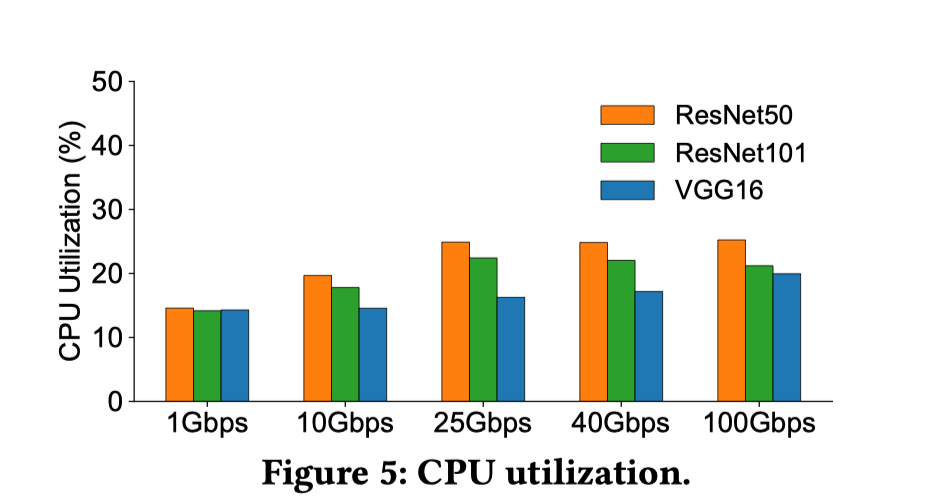 50
40
30
20
10
0
CPU Utilization (%)
ResNet50
ResNet101
VGG16
1Gbps 10Gbps 25Gbps 40Gbps 100Gbps
Figure 5: CPU utilization.